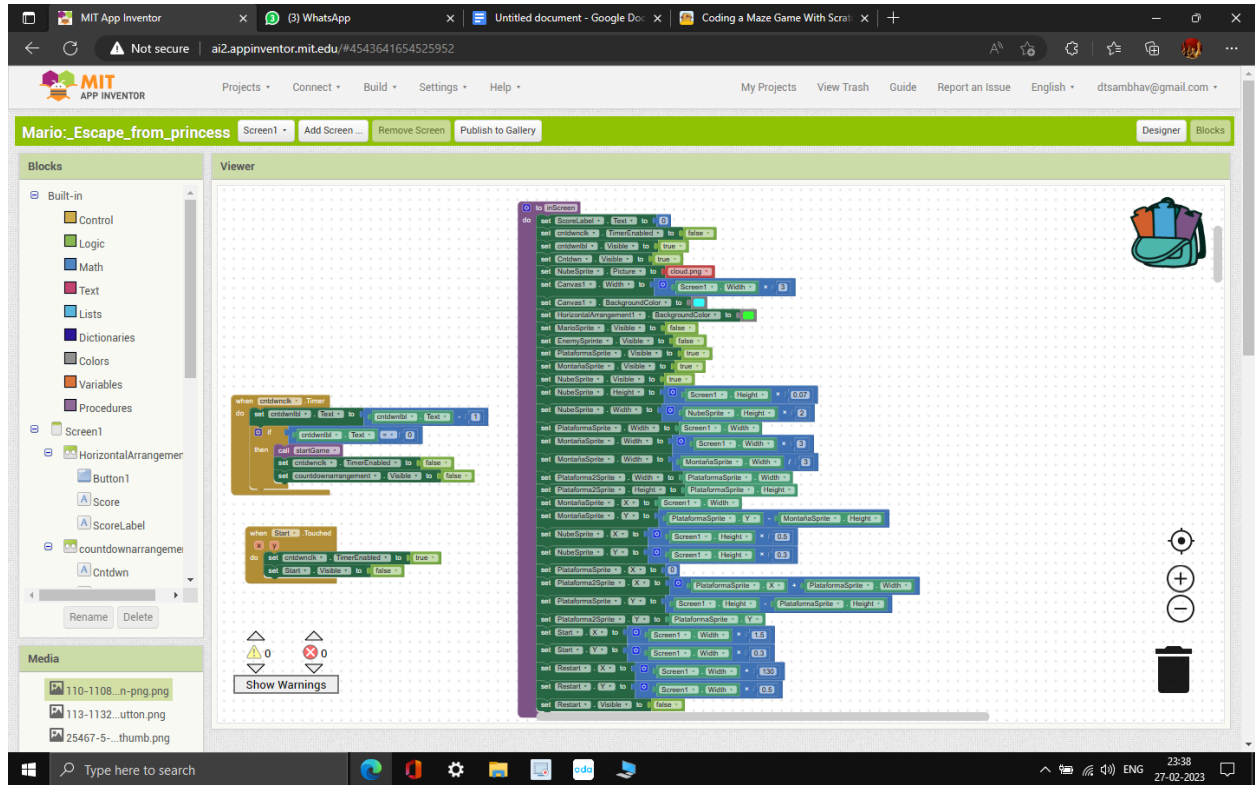 MIT App Inventor
(3) WhatsApp
Untitled document - Google Doc
Coding a Maze Game With Scrat
Not secure
ai2.appinventor.mit.edu/#4543641654525952
MIT
APP INVENTOR
Projects Connect Build Settings Help My Projects View Trash Guide Report an Issue English dtsambhav@gmail.com
Mario:_Escape_from_princess Screen1 Add Screen ... Remove Screen Publish to Gallery Designer Blocks
Blocks
Built-in
Control
Logic
Math
Text
Lists
Dictionaries
Colors
Variables
Procedures
Screen1
HorizontalArrangemen
Button1
Score
ScoreLabel
countdownarrangemen
Cntdwn
Rename Delete
Media
110-1108...n-png.png
113-1132...utton.png
25467-5-...thumb.png
Viewer
when cntdwnclk . Timer
do set cntdwnlbl . Text to cntdwnlbl . Text - 1
if cntdwnlbl . Text = 0
then call startGame
set cntdwnclk . TimerEnabled to false
set countdownarrangement . Visible to false
when Start . Touched
x y
do set cntdwnclk . TimerEnabled to true
set Start . Visible to false
0 0
Show Warnings
to inScreen
do set ScoreLabel . Text to 0
set cntdwnclk . TimerEnabled to false
set cntdwnlbl . Visible to true
set Cntdwn . Visible to true
set NubeSprite . Picture to cloud.png
set Canvas1 . Width to Screen1 . Width × 3
set Canvas1 . BackgroundColor to
set HorizontalArrangement1 . BackgroundColor to
set MarioSprite . Visible to false
set EnemySprinte . Visible to false
set PlataformaSprite . Visible to true
set MontañaSprite . Visible to true
set NubeSprite . Visible to true
set NubeSprite . Height to Screen1 . Height × 0.07
set NubeSprite . Width to NubeSprite . Height × 2
set PlataformaSprite . Width to Screen1 . Width
set MontañaSprite . Width to Screen1 . Width × 3
set MontañaSprite . Width to MontañaSprite . Width / 3
set Plataforma2Sprite . Width to PlataformaSprite . Width
set Plataforma2Sprite . Height to PlataformaSprite . Height
set MontañaSprite . X to Screen1 . Width
set MontañaSprite . Y to PlataformaSprite . Y - MontañaSprite . Height
set NubeSprite . X to Screen1 . Height × 0.5
set NubeSprite . Y to Screen1 . Height × 0.3
set PlataformaSprite . X to 0
set Plataforma2Sprite . X to PlataformaSprite . X + PlataformaSprite . Width
set PlataformaSprite . Y to Screen1 . Height - PlataformaSprite . Height
set Plataforma2Sprite . Y to PlataformaSprite . Y
set Start . X to Screen1 . Width × 1.5
set Start . Y to Screen1 . Width × 0.3
set Restart . X to Screen1 . Width + 130
set Restart . Y to Screen1 . Width × 0.5
set Restart . Visible to false
Type here to search
oda
ENG
23:38
27-02-2023